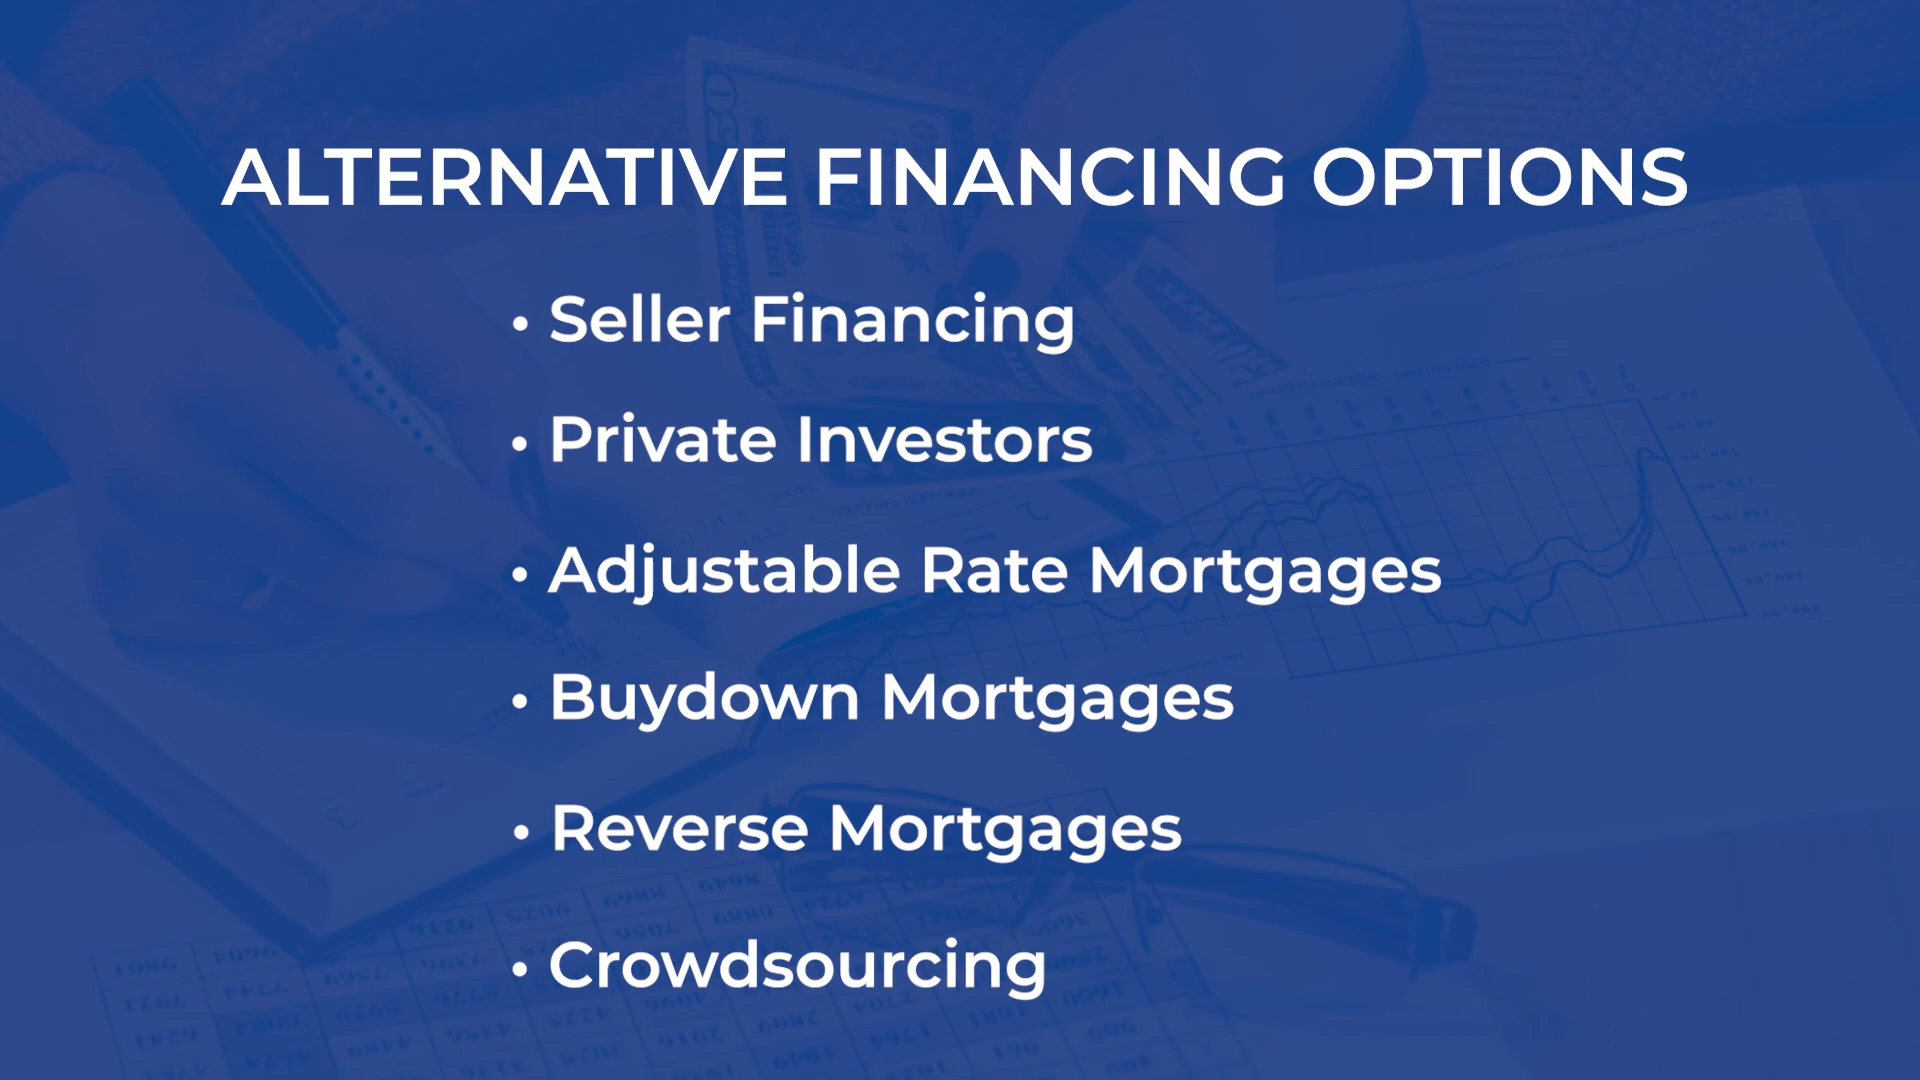 ALTERNATIVE FINANCING OPTIONS
• Seller Financing
• Private Investors
• Adjustable Rate Mortgages
• Buydown Mortgages
• Reverse Mortgages
• Crowdsourcing